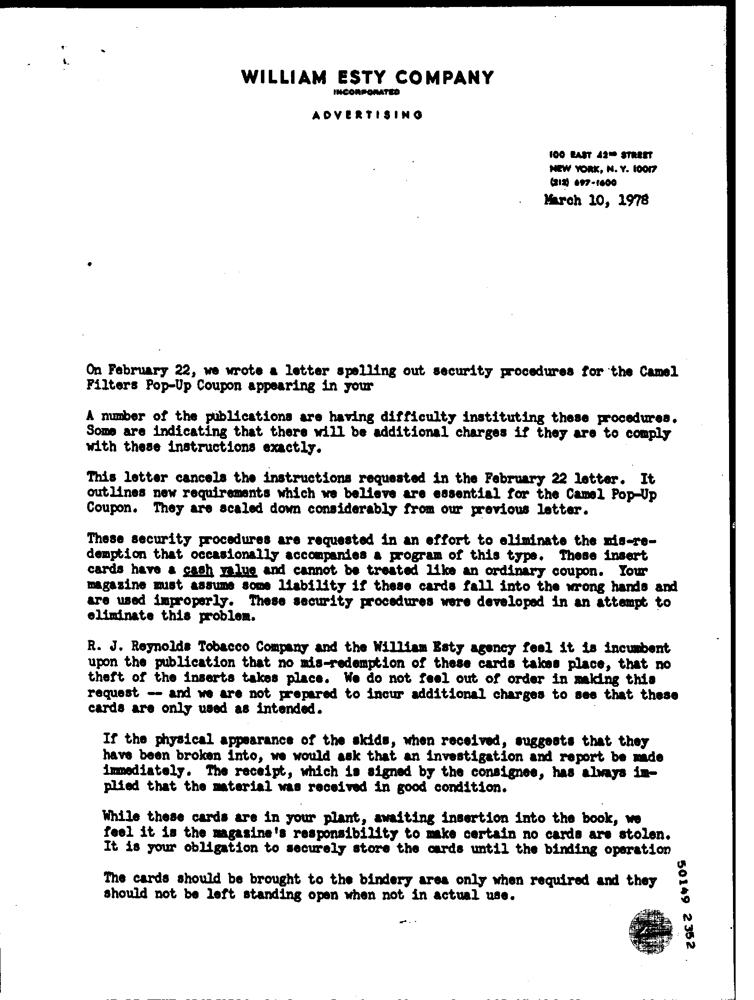 WILLIAM ESTY COMPANY
INCORPORATED
ADVERTISING
100 EAST 42ND STREET
NEW YORK, N. Y. 10017
(212) 697-1600
March 10, 1978
On February 22, we wrote a letter spelling out security procedures for the Camel
Filters Pop-Up Coupon appearing in your
A number of the publications are having difficulty instituting these procedures.
Some are indicating that there will be additional charges if they are to comply
with these instructions exactly.
This letter cancels the instructions requested in the February 22 letter. It
outlines new requirements which we believe are essential for the Camel Pop-Up
Coupon. They are scaled down considerably from our previous letter.
These security procedures are requested in an effort to eliminate the mis-re-
demption that occasionally accompanies a program of this type. These insert
cards have a cash value and cannot be treated like an ordinary coupon. Your
magazine must assume some liability if these cards fall into the wrong hands and
are used improperly. These security procedures were developed in an attempt to
eliminate this problem.
R. J. Reynolds Tobacco Company and the William Esty agency feel it is incumbent
upon the publication that no mis-redemption of these cards takes place, that no
theft of the inserts takes place. We do not feel out of order in making this
request -- and we are not prepared to incur additional charges to see that these
cards are only used as intended.
If the physical appearance of the skids, when received, suggests that they
have been broken into, we would ask that an investigation and report be made
immediately. The receipt, which is signed by the consignee, has always im-
plied that the material was received in good condition.
While these cards are in your plant, awaiting insertion into the book, we
feel it is the magazine's responsibility to make certain no cards are stolen.
It is your obligation to securely store the cards until the binding operation
The cards should be brought to the bindery area only when required and they
should not be left standing open when not in actual use.
50149 2352